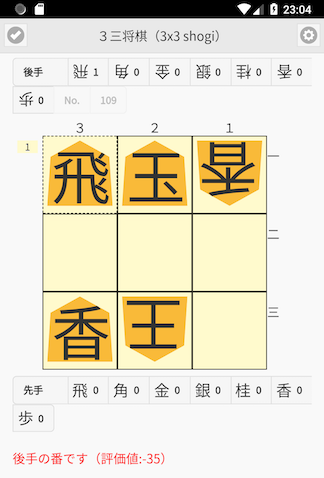 23:04
3三将棋（3x3 shogi）
後手 飛 1 角 0 金 0 銀 0 桂 0 香 0
歩 0 No. 109
3 2 1
1 飛 玉 香 一
二
香 王 三
先手 飛 0 角 0 金 0 銀 0 桂 0 香 0
歩 0
後手の番です（評価値:-35）